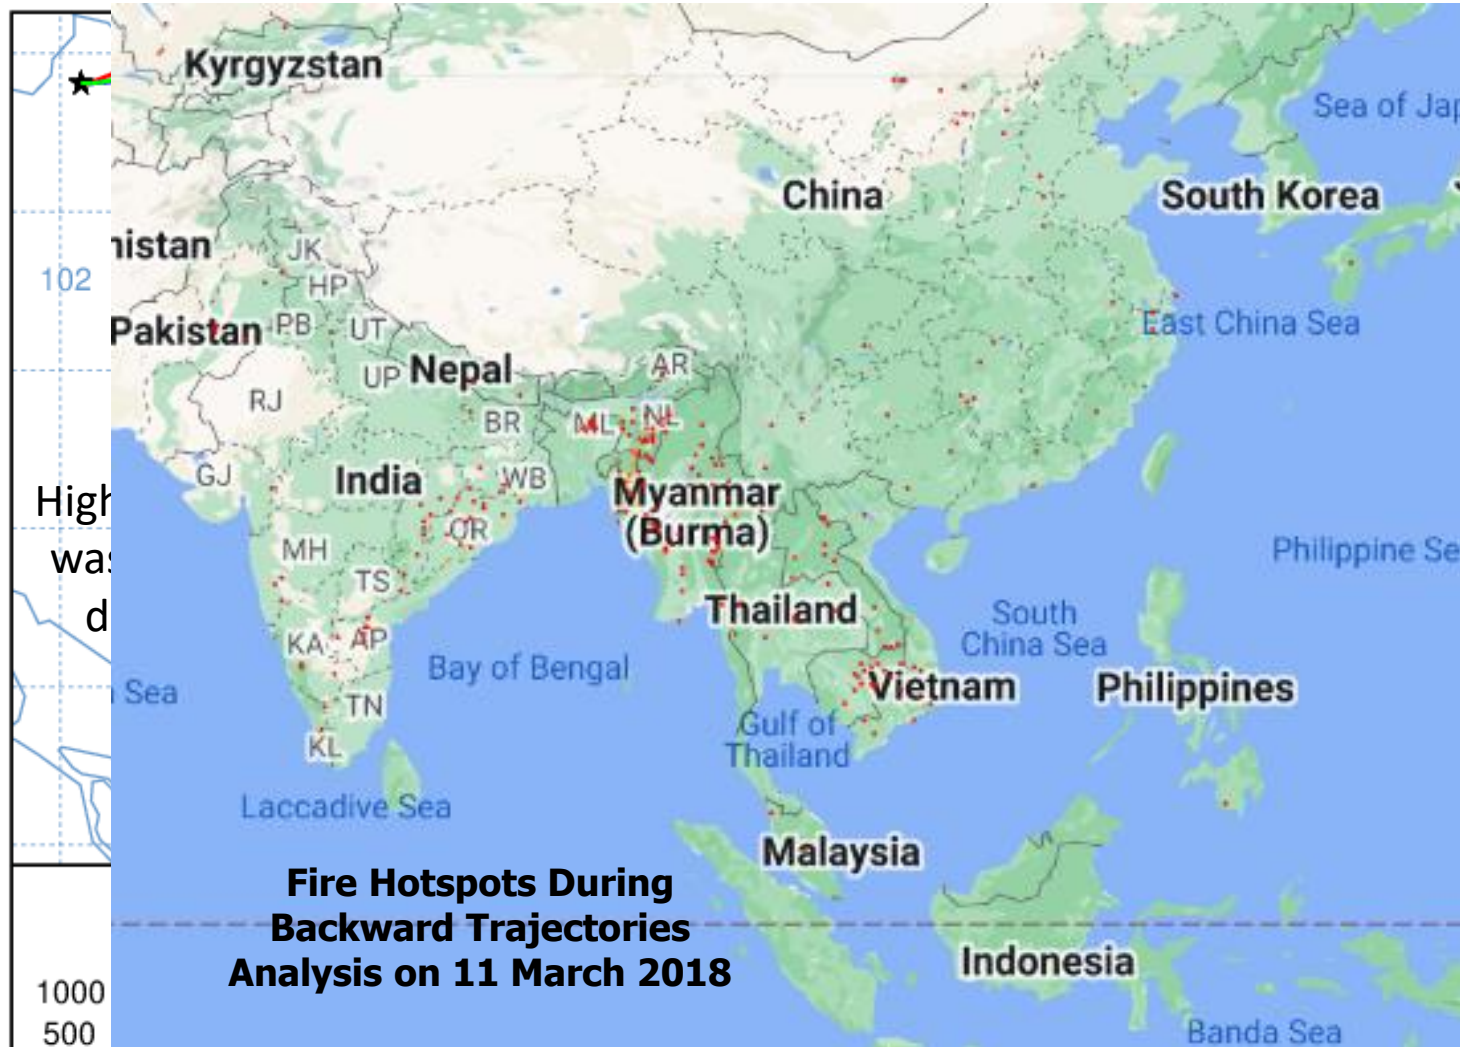 Kyrgyzstan
Sea of Jap
China
South Korea
nistan
JK
102
HP
Pakistan
PB
UT
East China Sea
UP
Nepal
AR
RJ
BR
ML
NL
GJ
India
WB
High
Myanmar
(Burma)
OR
was
MH
Philippine Se
TS
d
Thailand
South
China Sea
KA
AP
Bay of Bengal
Sea
Vietnam
Philippines
TN
Gulf of
Thailand
KL
Laccadive Sea
Malaysia
Fire Hotspots During
Backward Trajectories
Analysis on 11 March 2018
Indonesia
1000
500
Banda Sea